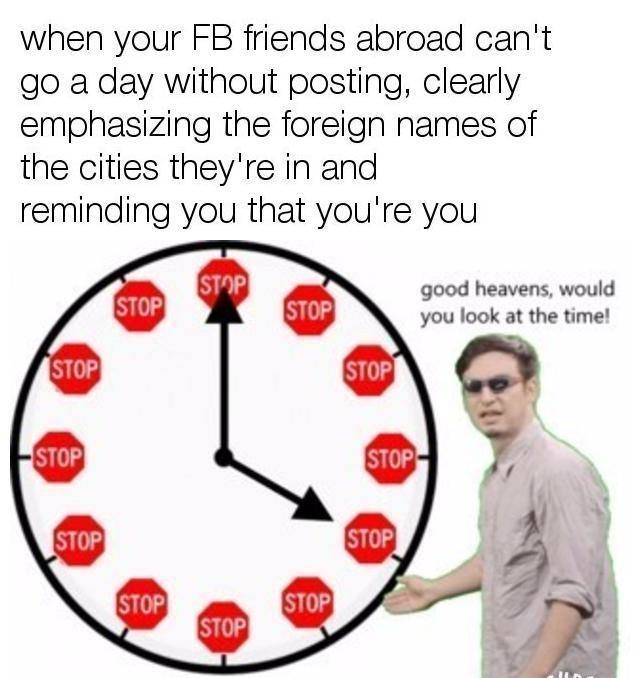 when your FB friends abroad can't
go a day without posting, clearly
emphasizing the foreign names of
the cities they're in and
reminding you that you're you
good heavens, would
you look at the time!
STOP
STOP
STOP
STOP
STOP
STOP
STOP
STOP
STOP
STOP
STOP
STOP